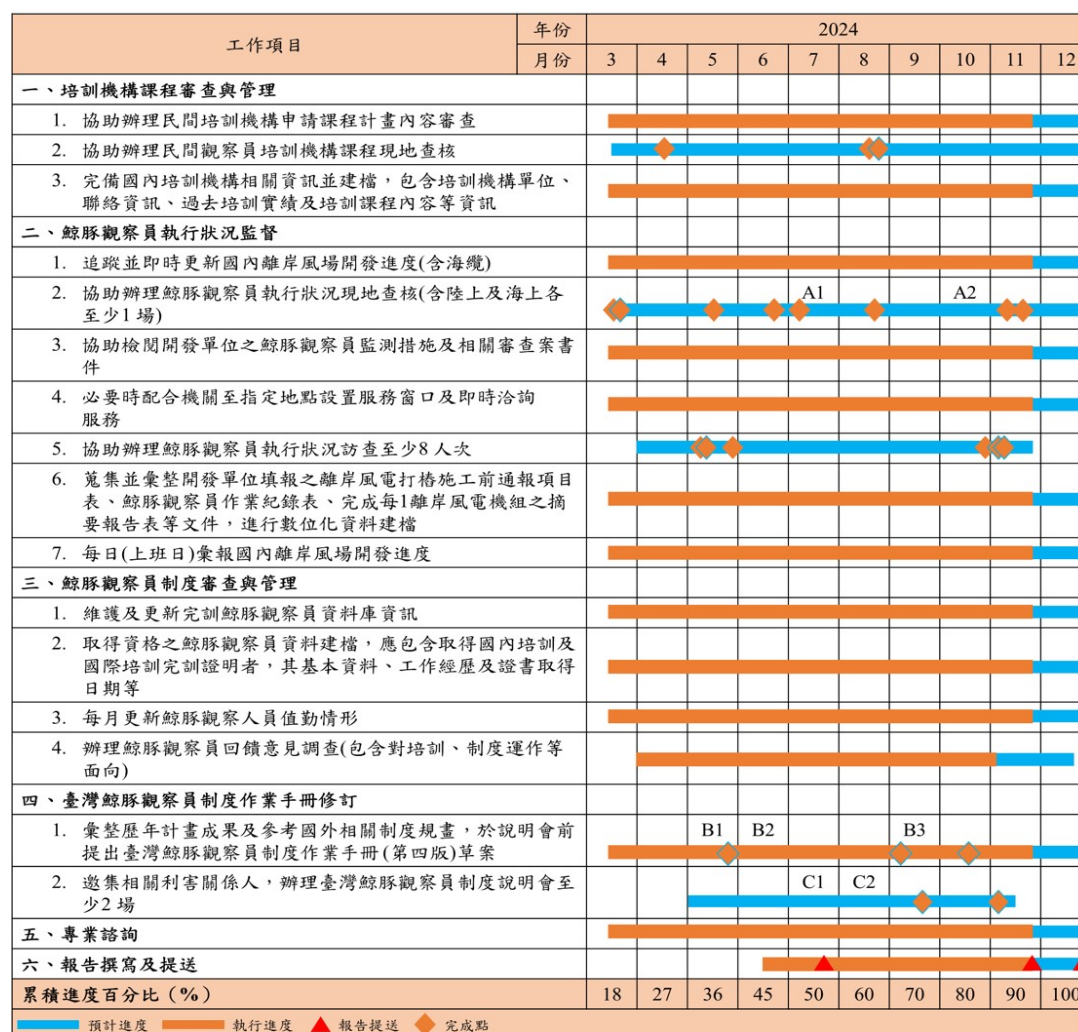 工作項目 年份 2024
月份 3 4 5 6 7 8 9 10 11 12
一、培訓機構課程審查與管理
1. 協助辦理民間培訓機構申請課程計畫內容審查
2. 協助辦理民間觀察員培訓機構課程現地查核
3. 完備國內培訓機構相關資訊並建檔，包含培訓機構單位、
聯絡資訊、過去培訓實績及培訓課程內容等資訊
二、鯨豚觀察員執行狀況監督
1. 追蹤並即時更新國內離岸風場開發進度(含海纜)
2. 協助辦理鯨豚觀察員執行狀況現地查核(含陸上及海上各
至少1 場)
A1 A2
3. 協助檢閱開發單位之鯨豚觀察員監測措施及相關審查案書
件
4. 必要時配合機關至指定地點設置服務窗口及即時洽詢
服務
5. 協助辦理鯨豚觀察員執行狀況訪查至少8 人次
6. 蒐集並彙整開發單位填報之離岸風電打樁施工前通報項目
表、鯨豚觀察員作業紀錄表、完成每1離岸風電機組之摘
要報告表等文件，進行數位化資料建檔
7. 每日(上班日)彙報國內離岸風場開發進度
三、鯨豚觀察員制度審查與管理
1. 維護及更新完訓鯨豚觀察員資料庫資訊
2. 取得資格之鯨豚觀察員資料建檔，應包含取得國內培訓及
國際培訓完訓證明者，其基本資料、工作經歷及證書取得
日期等
3. 每月更新鯨豚觀察人員值勤情形
4. 辦理鯨豚觀察員回饋意見調查(包含對培訓、制度運作等
面向)
四、臺灣鯨豚觀察員制度作業手冊修訂
1. 彙整歷年計畫成果及參考國外相關制度規畫，於說明會前
提出臺灣鯨豚觀察員制度作業手冊(第四版)草案
B1 B2 B3
2. 邀集相關利害關係人，辦理臺灣鯨豚觀察員制度說明會至
少2 場
C1 C2
五、專業諮詢
六、報告撰寫及提送
累積進度百分比（%） 18 27 36 45 50 60 70 80 90 100
預計進度 執行進度 報告提送 完成點